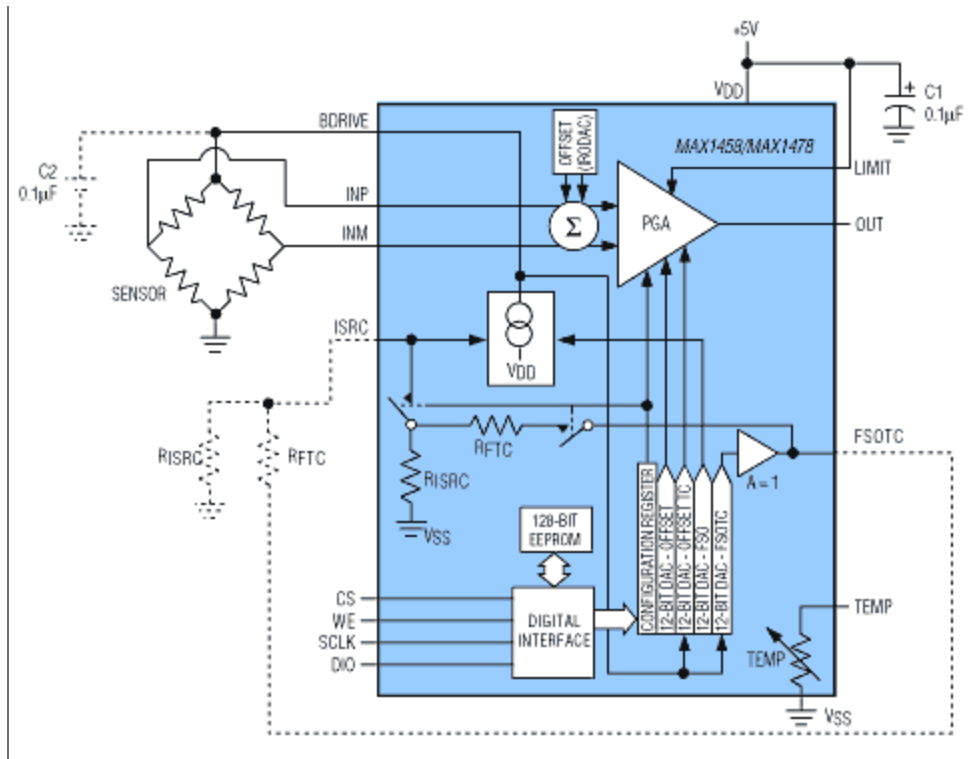 +5V
VDD
C1
0.1µF
BDRIVE
OFFSET
(IRODAC)
MAX1458/MAX1478
C2
0.1µF
LIMIT
INP
Σ
PGA
OUT
INM
SENSOR
ISRC
VDD
RFTC
FSOTC
RISRC
RFTC
RISRC
A = 1
VSS
128-BIT
EEPROM
CONFIGURATION REGISTER
12-BIT DAC - OFFSET
12-BIT DAC - OFFSET TC
12-BIT DAC - FSO
12-BIT DAC - FSOTC
CS
WE
SCLK
DIO
DIGITAL
INTERFACE
TEMP
TEMP
VSS